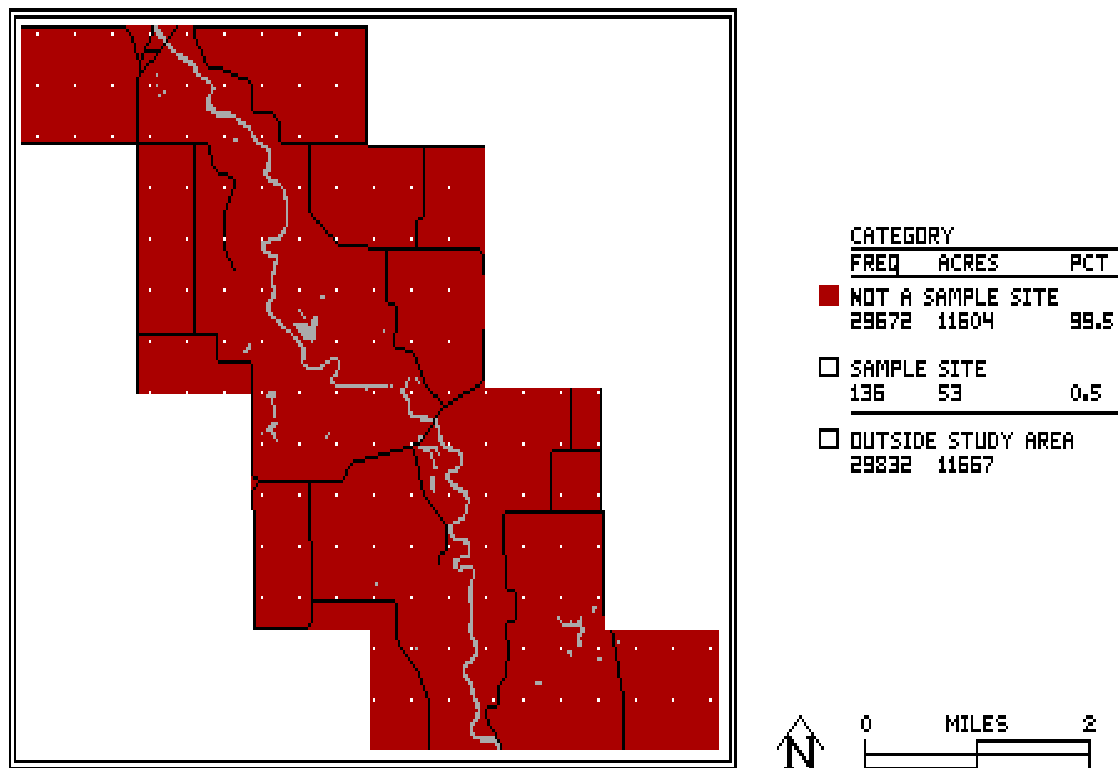 CATEGORY
FREQ ACRES PCT
NOT A SAMPLE SITE
29672 11604 99.5
SAMPLE SITE
136 53 0.5
OUTSIDE STUDY AREA
29832 11667
N
0 MILES 2